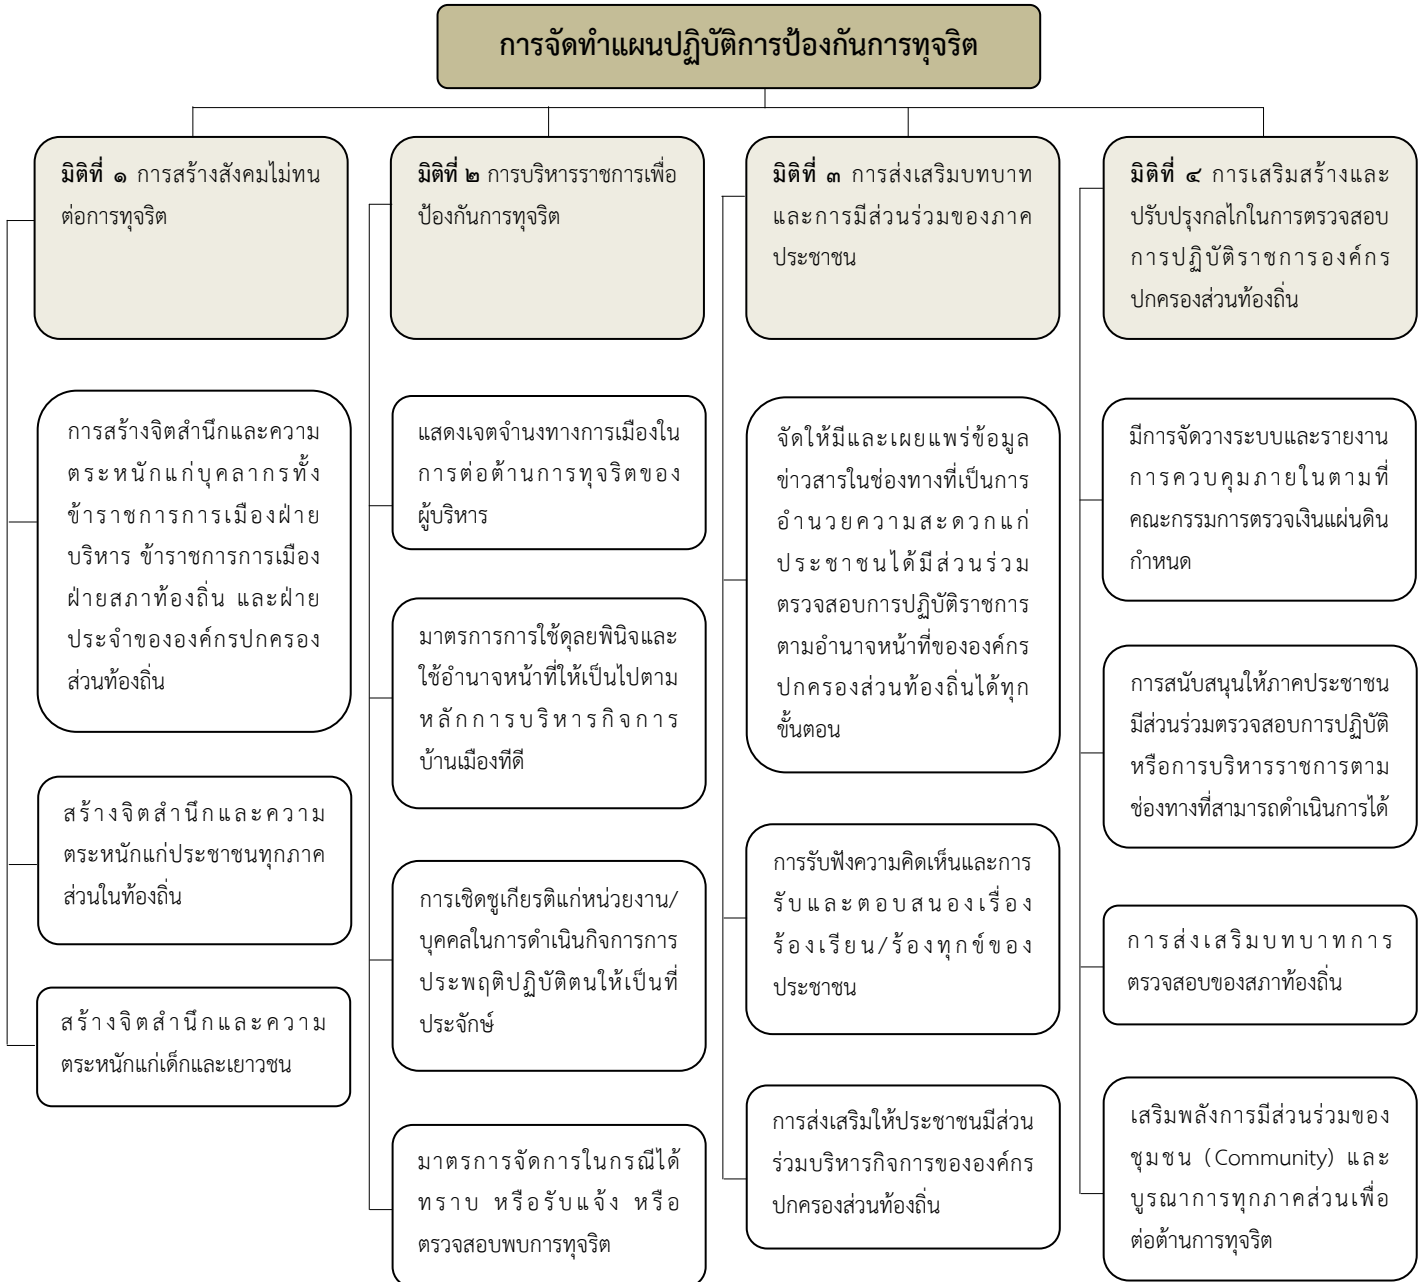 การจัดทำแผนปฏิบัติการป้องกันการทุจริต
มิติที่ ๑ การสร้างสังคมไม่ทน
ต่อการทุจริต
การสร้างจิตสำนึกและความ
ตระหนักแก่บุคลากรทั้ง
ข้าราชการการเมืองฝ่าย
บริหาร ข้าราชการการเมือง
ฝ่ายสภาท้องถิ่น และฝ่าย
ประจำขององค์กรปกครอง
ส่วนท้องถิ่น
สร้างจิตสำนึกและความ
ตระหนักแก่ประชาชนทุกภาค
ส่วนในท้องถิ่น
สร้างจิตสำนึกและความ
ตระหนักแก่เด็กและเยาวชน
มิติที่ ๒ การบริหารราชการเพื่อ
ป้องกันการทุจริต
แสดงเจตจำนงทางการเมืองใน
การต่อต้านการทุจริตของ
ผู้บริหาร
มาตรการการใช้ดุลยพินิจและ
ใช้อำนาจหน้าที่ให้เป็นไปตาม
หลักการบริหารกิจการ
บ้านเมืองทีดี
การเชิดชูเกียรติแก่หน่วยงาน/
บุคคลในการดำเนินกิจการการ
ประพฤติปฏิบัติตนให้เป็นที่
ประจักษ์
มาตรการจัดการในกรณีได้
ทราบ หรือรับแจ้ง หรือ
ตรวจสอบพบการทุจริต
มิติที่ ๓ การส่งเสริมบทบาท
และการมีส่วนร่วมของภาค
ประชาชน
จัดให้มีและเผยแพร่ข้อมูล
ข่าวสารในช่องทางที่เป็นการ
อำนวยความสะดวกแก่
ประชาชนได้มีส่วนร่วม
ตรวจสอบการปฏิบัติราชการ
ตามอำนาจหน้าที่ขององค์กร
ปกครองส่วนท้องถิ่นได้ทุก
ขั้นตอน
การรับฟังความคิดเห็นและการ
รับและตอบสนองเรื่อง
ร้องเรียน/ร้องทุกข์ของ
ประชาชน
การส่งเสริมให้ประชาชนมีส่วน
ร่วมบริหารกิจการขององค์กร
ปกครองส่วนท้องถิ่น
มิติที่ ๔ การเสริมสร้างและ
ปรับปรุงกลไกในการตรวจสอบ
การปฏิบัติราชการองค์กร
ปกครองส่วนท้องถิ่น
มีการจัดวางระบบและรายงาน
การควบคุมภายในตามที่
คณะกรรมการตรวจเงินแผ่นดิน
กำหนด
การสนับสนุนให้ภาคประชาชน
มีส่วนร่วมตรวจสอบการปฏิบัติ
หรือการบริหารราชการตาม
ช่องทางที่สามารถดำเนินการได้
การส่งเสริมบทบาทการ
ตรวจสอบของสภาท้องถิ่น
เสริมพลังการมีส่วนร่วมของ
ชุมชน (Community) และ
บูรณาการทุกภาคส่วนเพื่อ
ต่อต้านการทุจริต